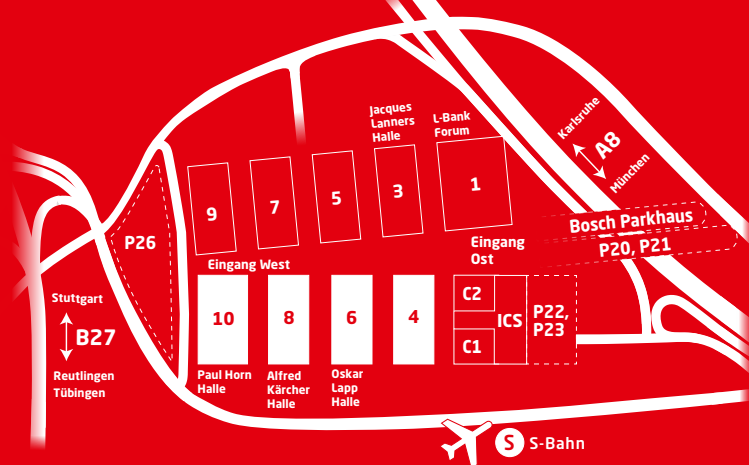 Jacques
Lanners
Halle
L-Bank
Forum
Karlsruhe
A8
München
9
7
5
3
1
Bosch Parkhaus
P20, P21
P26
Eingang West
Eingang
Ost
Stuttgart
B27
Reutlingen
Tübingen
10
8
6
4
C2
C1
ICS
P22,
P23
Paul Horn
Halle
Alfred
Kärcher
Halle
Oskar
Lapp
Halle
S
S-Bahn